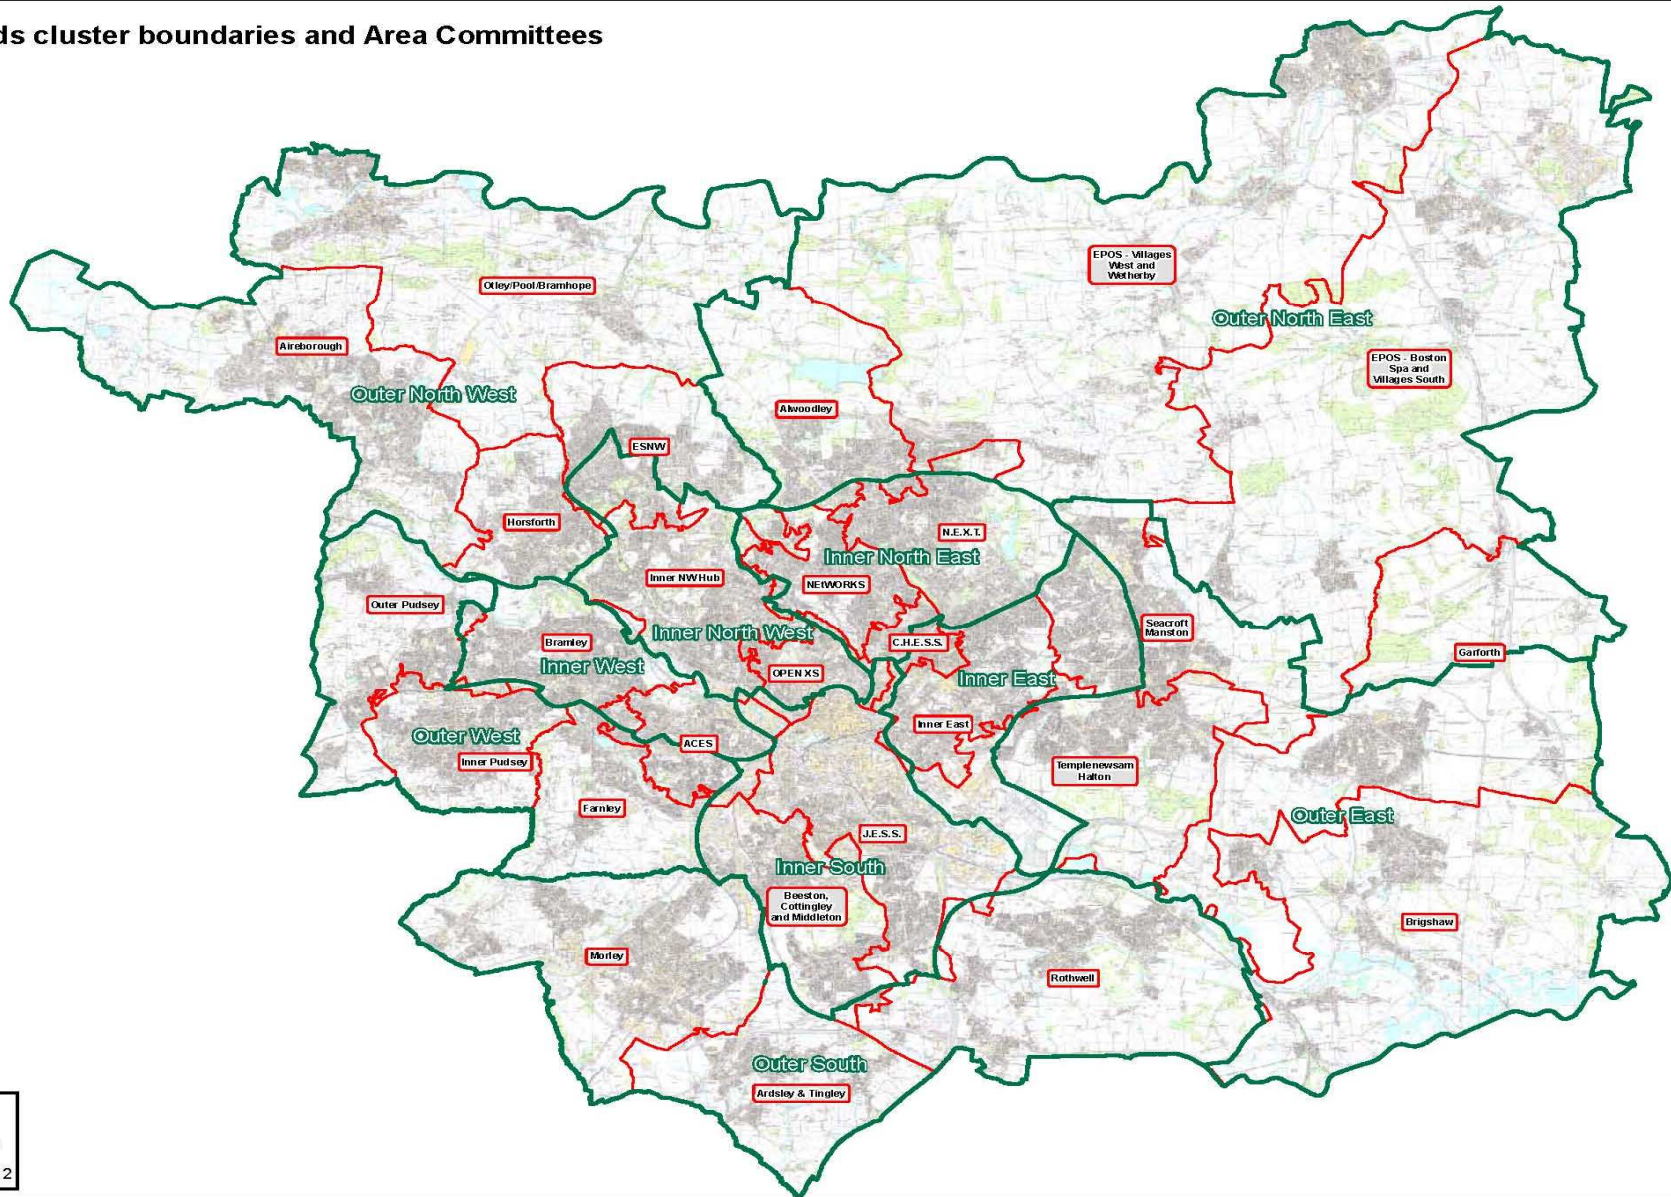 ds cluster boundaries and Area Committees
EPOS - Villages
West and
Wetherby
Otley/Pool/Bramhope
Outer North East
Aireborough
EPOS - Boston
Spa and
Villages South
Outer North West
Alwoodley
ESNW
Horsforth
N.E.X.T.
Inner North East
Inner NW Hub
NEtWORKS
Outer Pudsey
Seacroft
Manston
Inner North West
Bramley
C.H.E.S.S.
Garforth
Inner West
OPEN XS
Inner East
Inner East
Outer West
ACES
Inner Pudsey
Templenewsam
Halton
Farnley
Outer East
J.E.S.S.
Inner South
Beeston,
Cottingley
and Middleton
Brigshaw
Morley
Rothwell
Outer South
Ardsley & Tingley
2